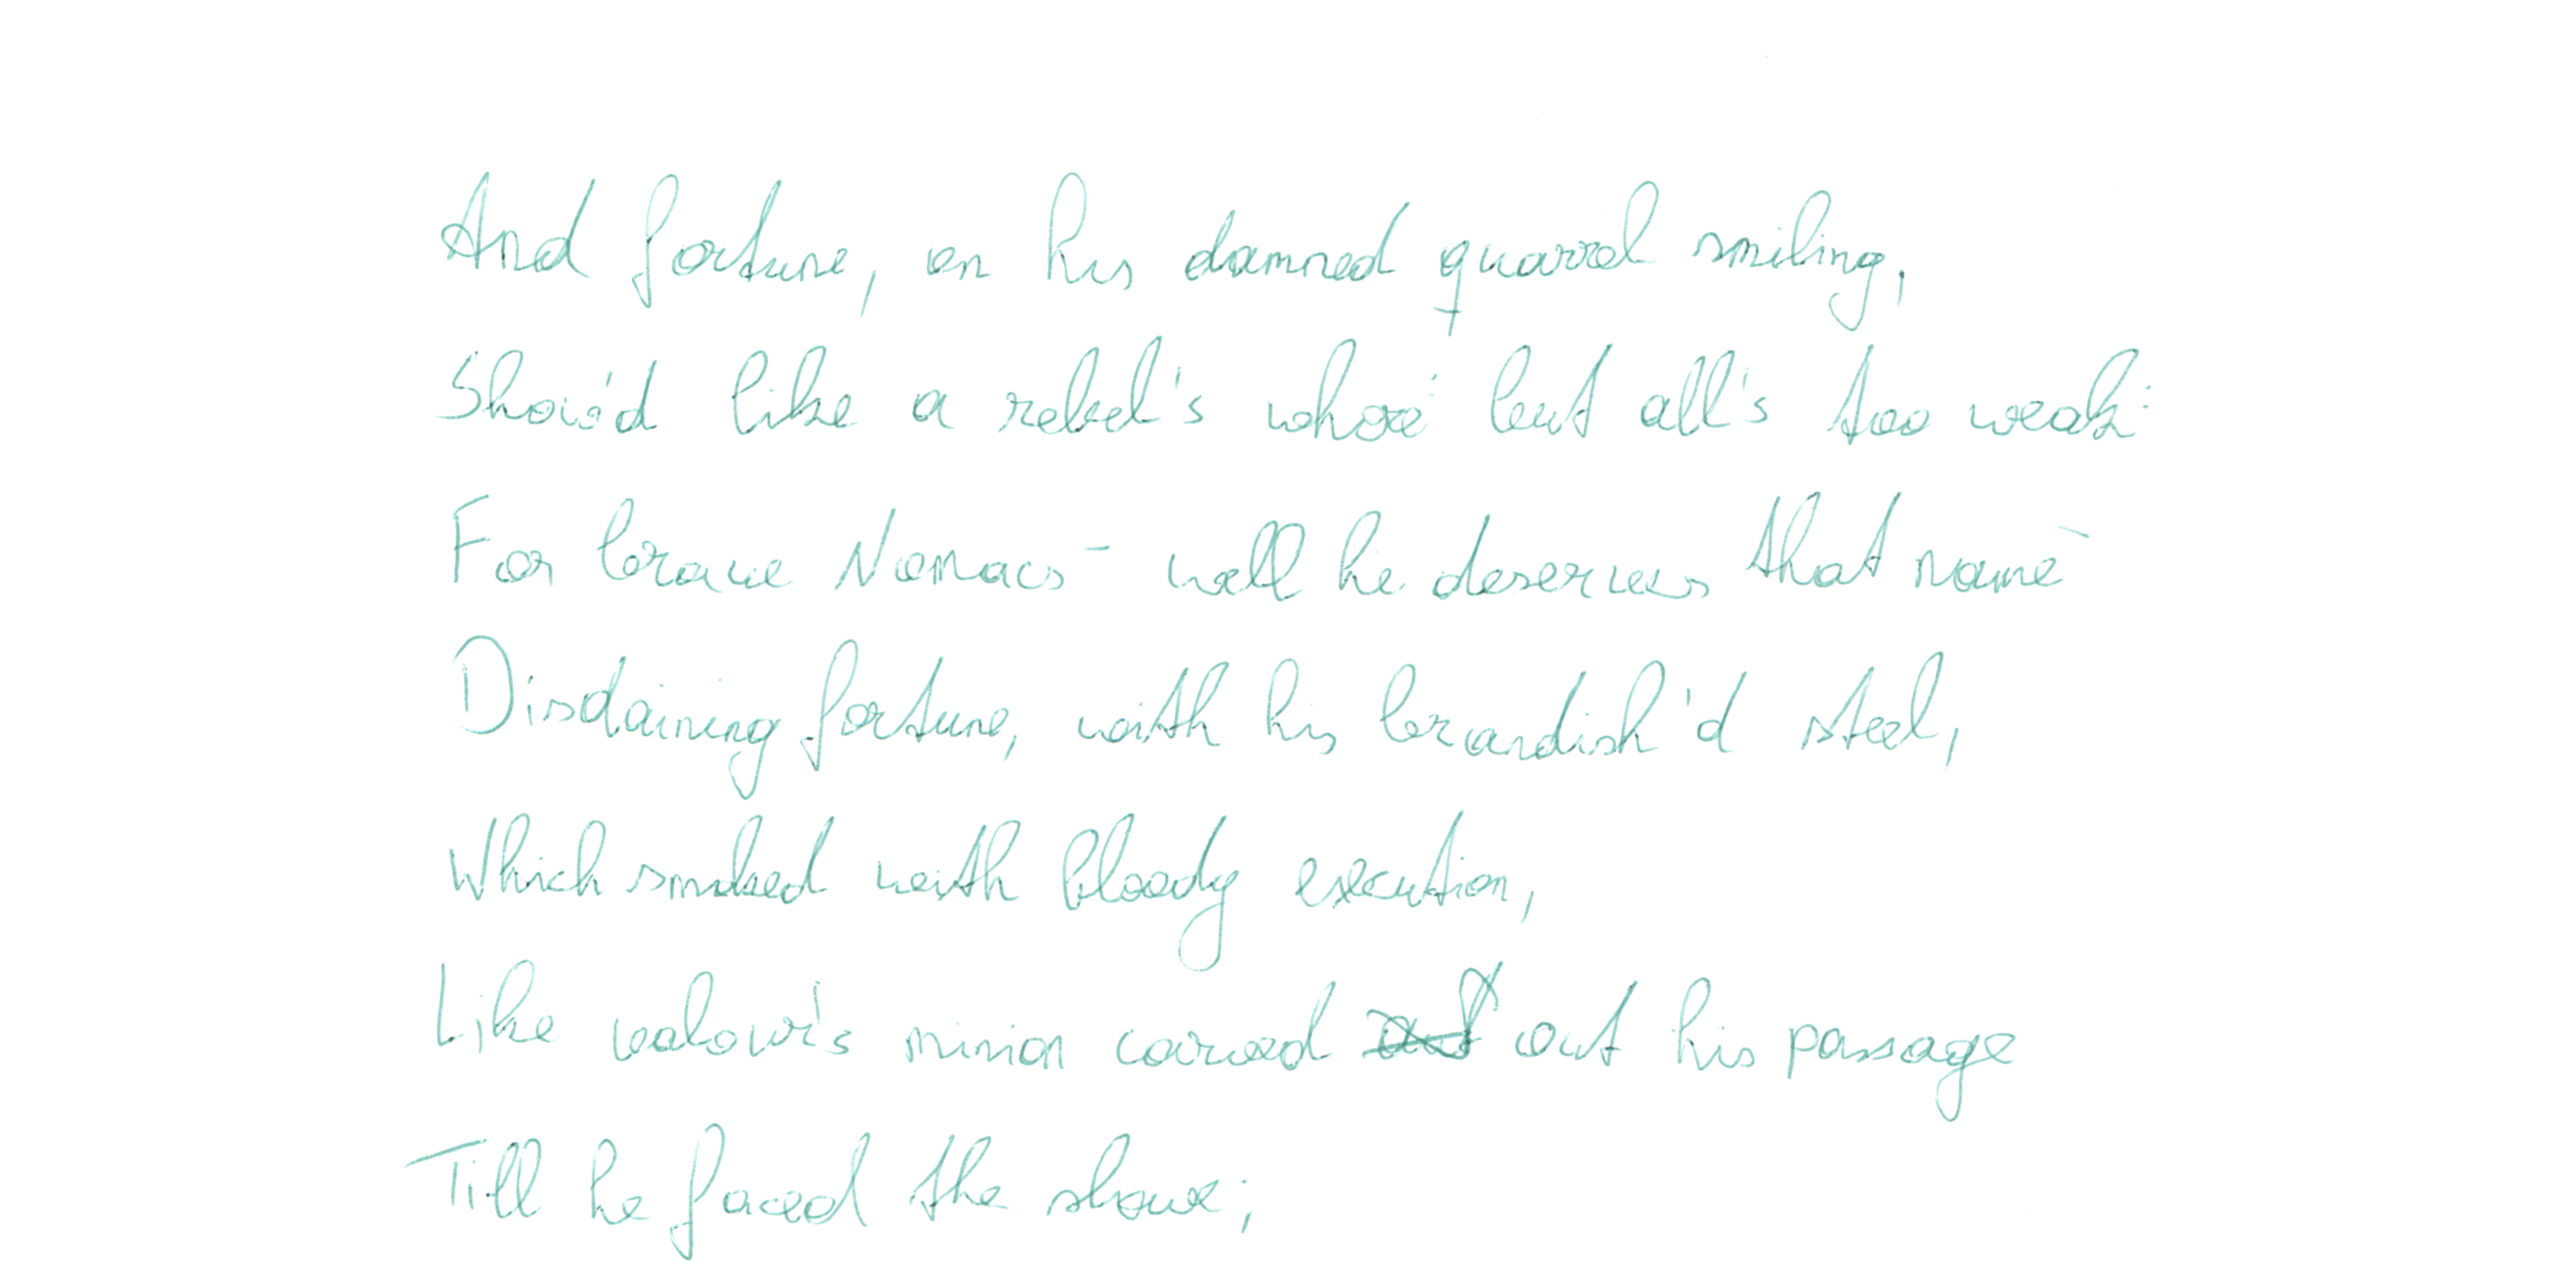 And fortune, on his damned quarrel smiling,
Show'd like a rebel's whore: but all's too weak:
For brave Nomacs - well he deserves that name -
Disdaining fortune, with his brandish'd steel,
Which smoked with bloody execution,
Like valour's minion carved out his passage
Till he faced the slave;